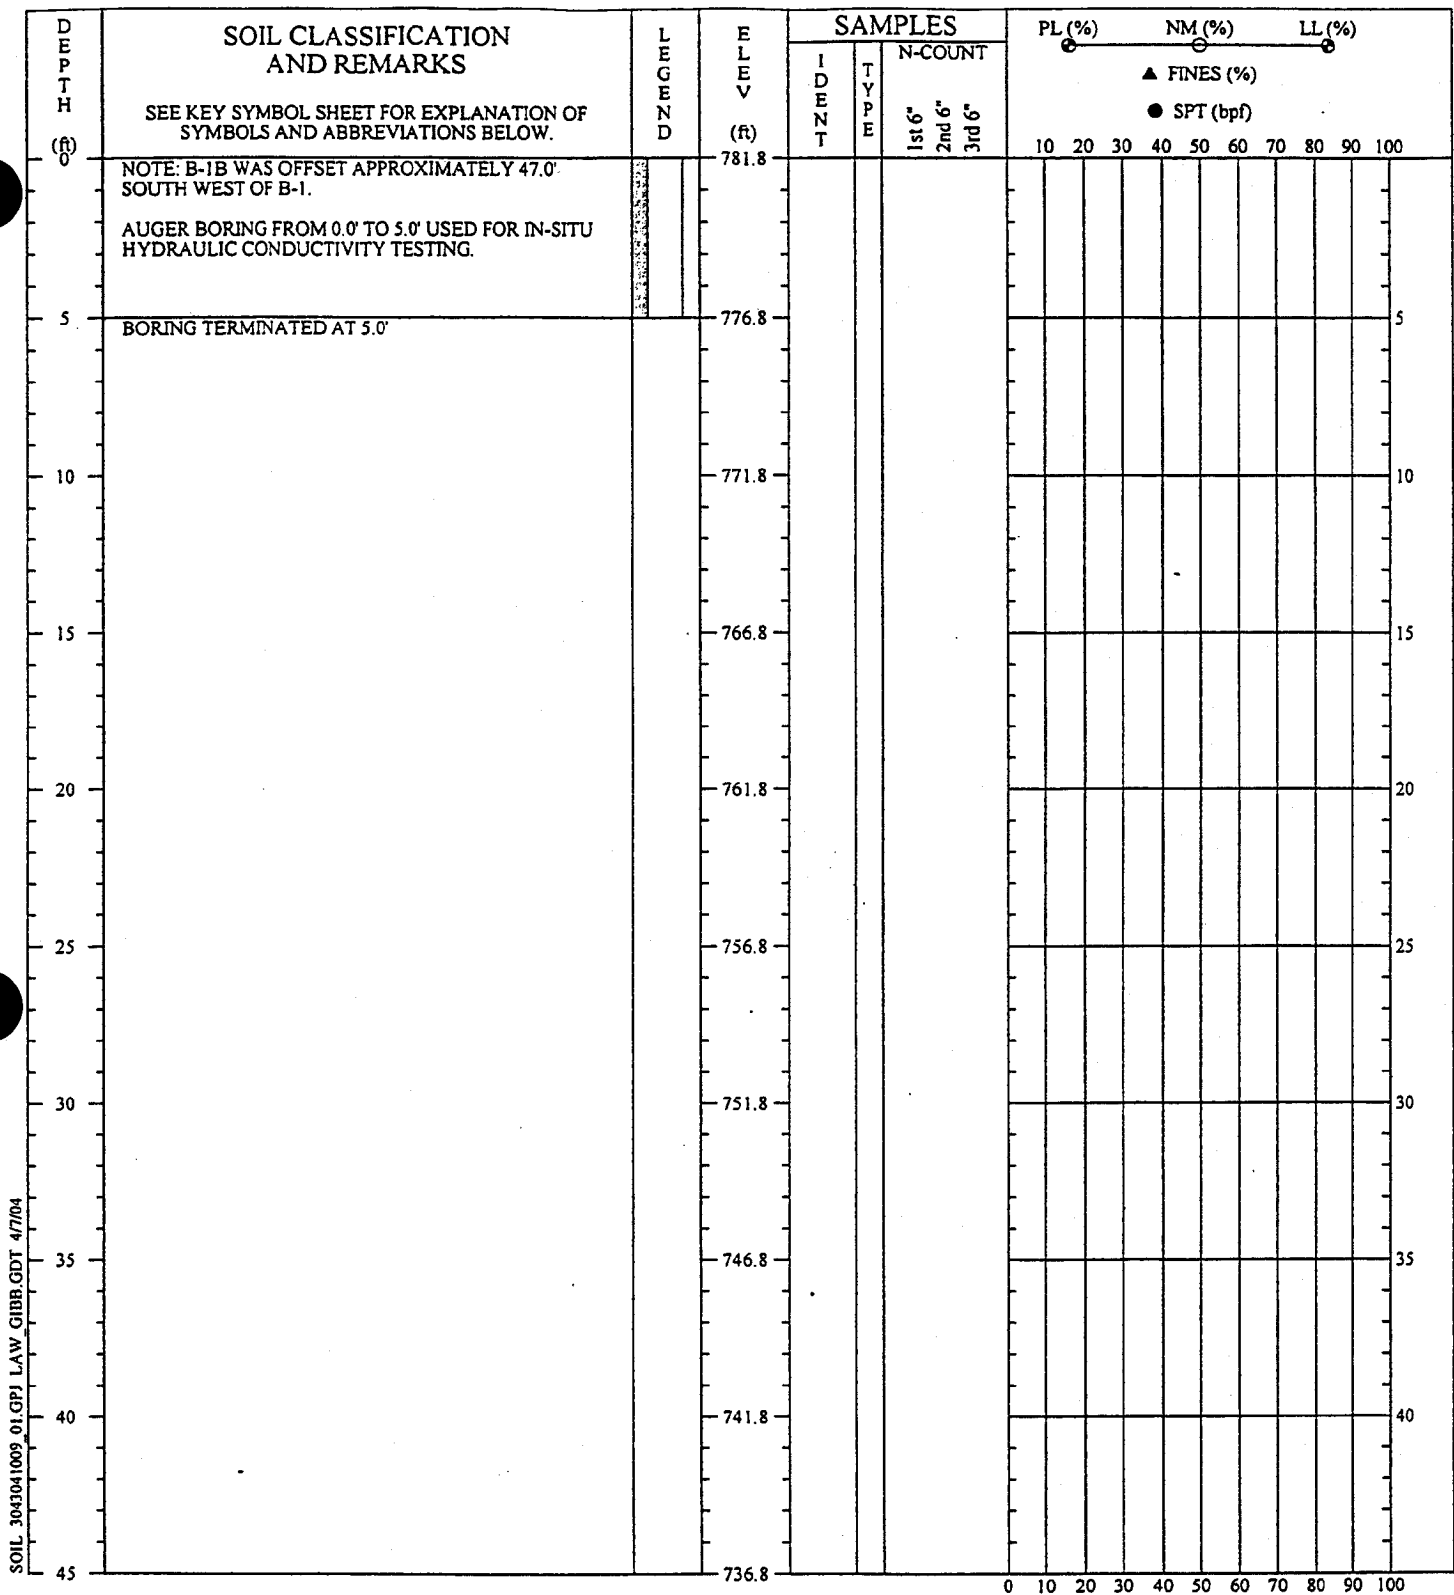 DEPTH
(ft)
SOIL CLASSIFICATION
AND REMARKS
SEE KEY SYMBOL SHEET FOR EXPLANATION OF
SYMBOLS AND ABBREVIATIONS BELOW.
LEGEND
ELEV
(ft)
SAMPLES
IDENT
TYPE
N-COUNT
1st 6"
2nd 6"
3rd 6"
PL (%) NM (%) LL (%)
▲ FINES (%)
● SPT (bpf)
10 20 30 40 50 60 70 80 90 100
0 781.8
NOTE: B-1B WAS OFFSET APPROXIMATELY 47.0'
SOUTH WEST OF B-1.
AUGER BORING FROM 0.0' TO 5.0' USED FOR IN-SITU
HYDRAULIC CONDUCTIVITY TESTING.
5 776.8 5
BORING TERMINATED AT 5.0'
10 771.8 10
15 766.8 15
20 761.8 20
25 756.8 25
30 751.8 30
35 746.8 35
40 741.8 40
45 736.8
0 10 20 30 40 50 60 70 80 90 100
SOIL 3043041009_01.GPJ LAW_GIBB.GDT 4/7/04